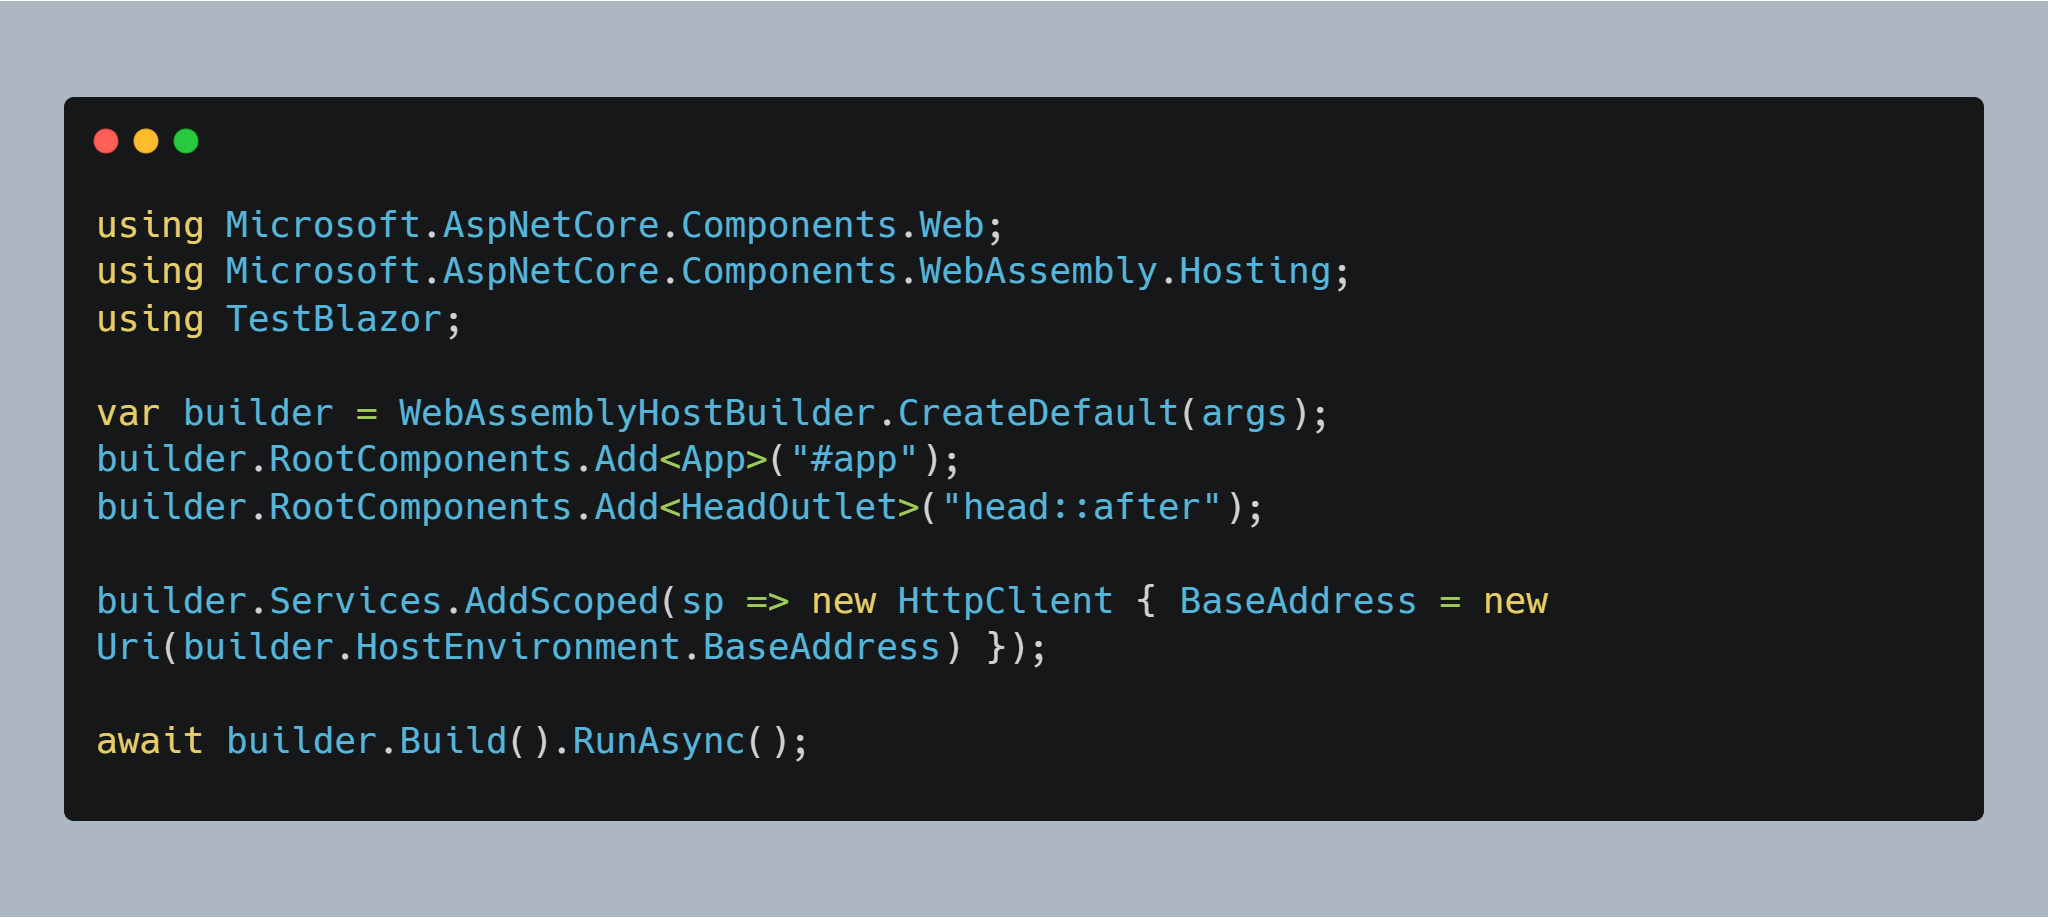 using Microsoft.AspNetCore.Components.Web;
using Microsoft.AspNetCore.Components.WebAssembly.Hosting;
using TestBlazor;
var builder = WebAssemblyHostBuilder.CreateDefault(args);
builder.RootComponents.Add<App>("#app");
builder.RootComponents.Add<HeadOutlet>("head::after");
builder.Services.AddScoped(sp => new HttpClient { BaseAddress = new
Uri(builder.HostEnvironment.BaseAddress) });
await builder.Build().RunAsync();